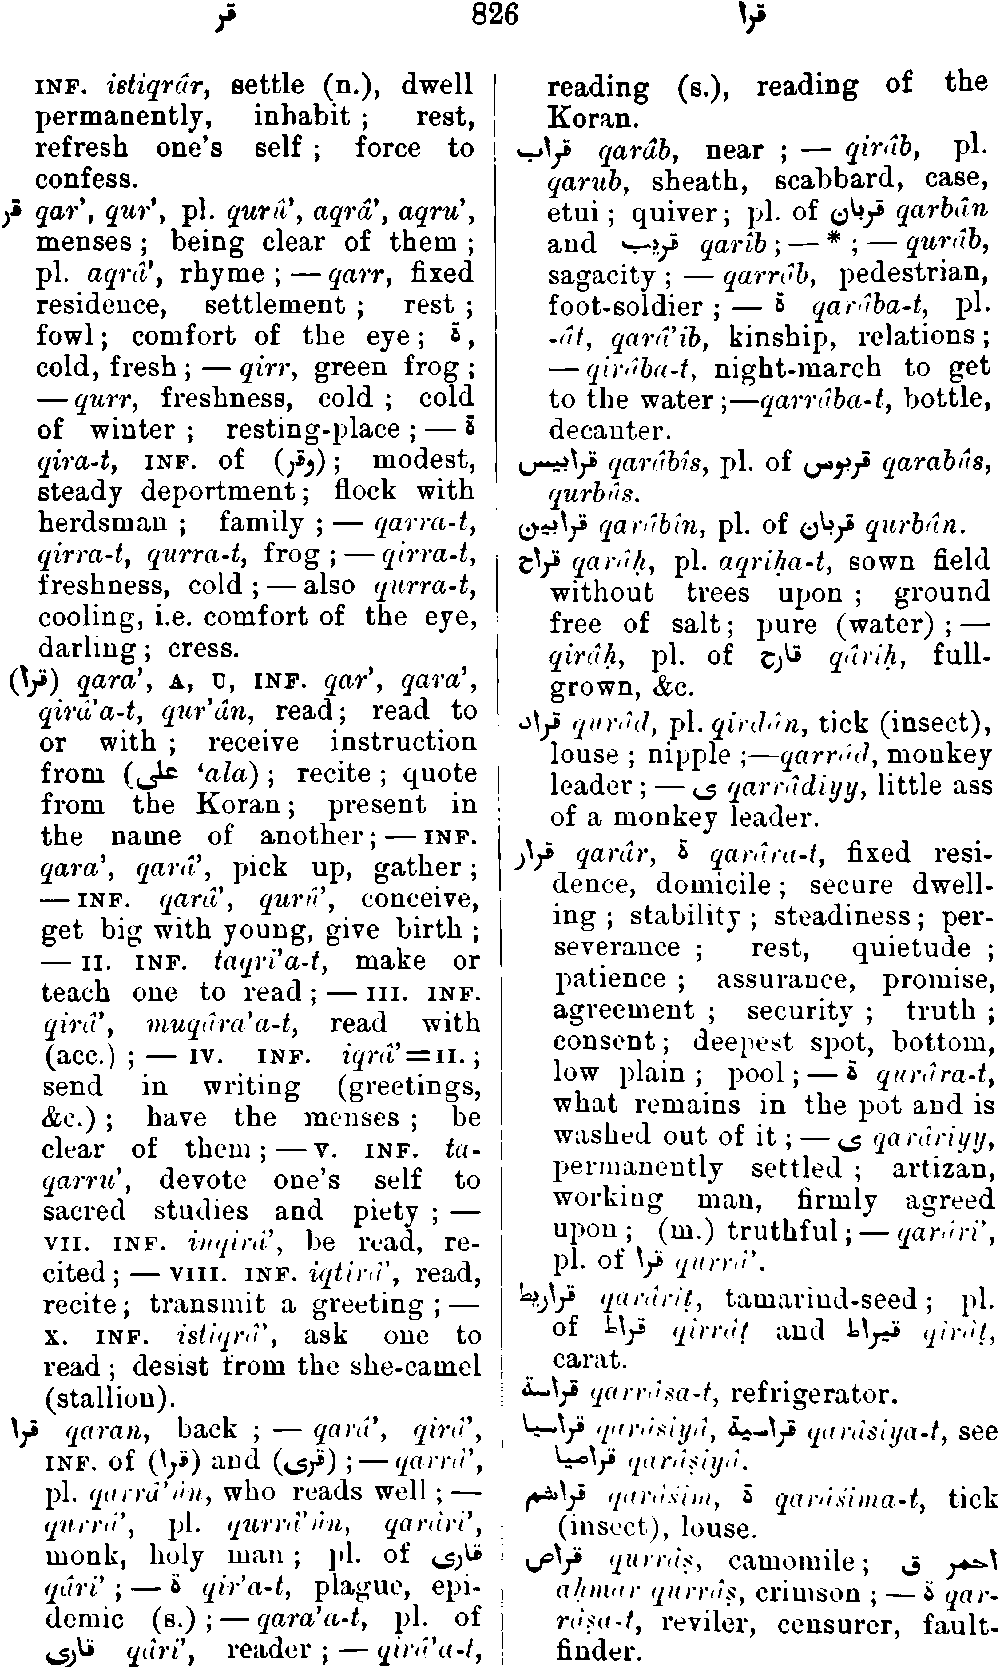 قر 826 قرا
INF. istiqrâr, settle (n.), dwell
permanently, inhabit ; rest,
refresh one's self ; force to
confess.
قر qar', qur', pl. qurû', aqrâ', aqru',
menses ; being clear of them ;
pl. aqrâ', rhyme ; — qarr, fixed
residence, settlement ; rest ;
fowl ; comfort of the eye ; ة,
cold, fresh ; — qirr, green frog ;
— qurr, freshness, cold ; cold
of winter ; resting-place ; — ة
qira-t, INF. of (وقر) ; modest,
steady deportment ; flock with
herdsman ; family ; — qarra-t,
qirra-t, qurra-t, frog ; — qirra-t,
freshness, cold ; — also qurra-t,
cooling, i.e. comfort of the eye,
darling ; cress.
(قرا) qara', A, U, INF. qar', qara',
qirâ'a-t, qur'ân, read ; read to
or with ; receive instruction
from (على ‘ala) ; recite ; quote
from the Koran ; present in
the name of another ; — INF.
qara', qarâ', pick up, gather ;
— INF. qarâ', qurû', conceive,
get big with young, give birth ;
— II. INF. taqri'a-t, make or
teach one to read ; — III. INF.
qirâ', muqâra'a-t, read with
(acc.) ; — IV. INF. iqrâ' = II. ;
send in writing (greetings,
&c.) ; have the menses ; be
clear of them ; — V. INF. ta-
qarru', devote one's self to
sacred studies and piety ; —
VII. INF. inqirâ', be read, re-
cited ; — VIII. INF. iqtirâ', read,
recite ; transmit a greeting ; —
X. INF. istiqrâ', ask one to
read ; desist from the she-camel
(stallion).
قرا qaran, back ; — qarâ', qirâ',
INF. of (قرا) and (قرى) ; — qarrâ',
pl. qarrâ'ûn, who reads well ; —
qurrâ', pl. qurrâ'ûn, qarâri',
monk, holy man ; pl. of قارى
qâri' ; — ة qir'a-t, plague, epi-
demic (s.) ; — qara'a-t, pl. of
قارى qâri', reader ; — qirâ'a-t,
reading (s.), reading of the
Koran.
قراب qarâb, near ; — qirâb, pl.
qarub, sheath, scabbard, case,
etui ; quiver ; pl. of قربان qarbân
and قريب qarîb ; — * ; — qurâb,
sagacity ; — qarrâb, pedestrian,
foot-soldier ; — ة qarâba-t, pl.
-ât, qarâ'ib, kinship, relations ;
— qirâba-t, night-march to get
to the water ; — qarrâba-t, bottle,
decanter.
قرابيس qarâbîs, pl. of قربوس qarabûs,
qurbûs.
قرابين qarâbîn, pl. of قربان qurbân.
قراح qarâḥ, pl. aqriḥa-t, sown field
without trees upon ; ground
free of salt ; pure (water) ; —
qirâḥ, pl. of قارح qâriḥ, full-
grown, &c.
قراد qurâd, pl. qirdân, tick (insect),
louse ; nipple ; — qarrâd, monkey
leader ; — ى qarrâdiyy, little ass
of a monkey leader.
قرار qarâr, ة qarâra-t, fixed resi-
dence, domicile ; secure dwell-
ing ; stability ; steadiness ; per-
severance ; rest, quietude ;
patience ; assurance, promise,
agreement ; security ; truth ;
consent ; deepest spot, bottom,
low plain ; pool ; — ة qurâra-t,
what remains in the pot and is
washed out of it ; — ى qarâriyy,
permanently settled ; artizan,
working man, firmly agreed
upon ; (m.) truthful ; — qarâri',
pl. of قرا qurrâ'.
قراريط qarârîṭ, tamarind-seed ; pl.
of قراط qirrâṭ and قيراط qîrâṭ,
carat.
قراسة qarrâsa-t, refrigerator.
قراسيا qarâsiyâ, قراسية qarâsiya-t, see
قراصيا qarâṣiyâ.
قراشم qarâšim, ة qarâšima-t, tick
(insect), louse.
قراص qurrâṣ, camomile ; احمر ق
aḥmar qurrâṣ, crimson ; — ة qar-
râṣa-t, reviler, censurer, fault-
finder.